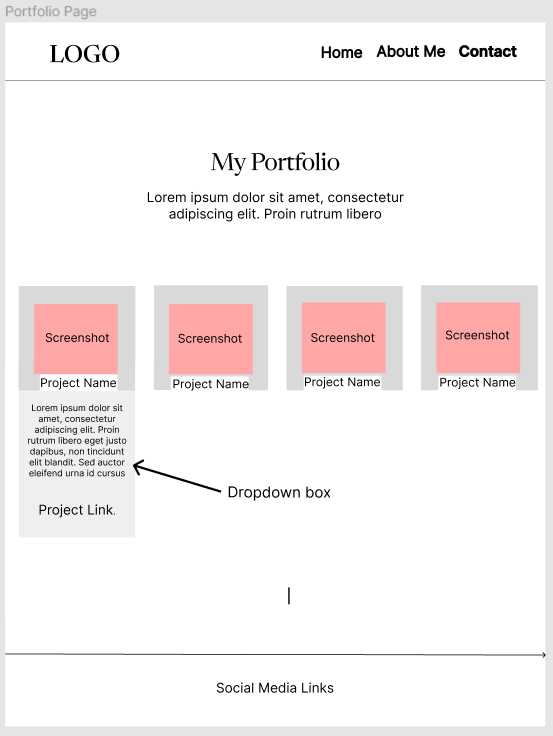 Portfolio Page
LOGO
Home About Me Contact
My Portfolio
Lorem ipsum dolor sit amet, consectetur
adipiscing elit. Proin rutrum libero
Screenshot
Project Name
Screenshot
Project Name
Screenshot
Project Name
Screenshot
Project Name
Lorem ipsum dolor sit
amet, consectetur
adipiscing elit. Proin
rutrum libero eget justo
dapibus, non tincidunt
elit blandit. Sed auctor
eleifend urna id cursus
Project Link.
Dropdown box
Social Media Links